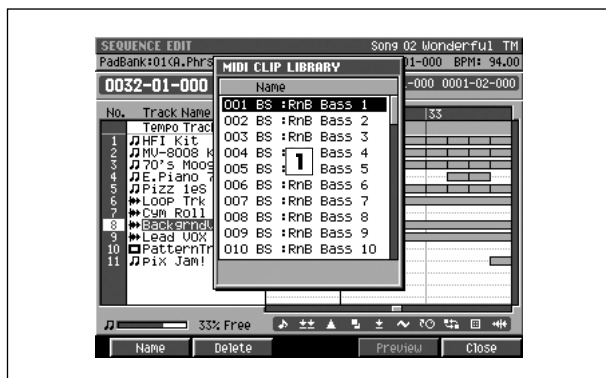 SEQUENCE EDIT Song 02 Wonderful TM
PadBank:01(A.Phrs 01-000 BPM: 94.00
0032-01-000 -000 0001-02-000
MIDI CLIP LIBRARY
Name
001 BS :RnB Bass 1
002 BS :RnB Bass 2
003 BS :RnB Bass 3
004 BS : Bass 4
005 BS : Bass 5
006 BS :RnB Bass 6
007 BS :RnB Bass 7
008 BS :RnB Bass 8
009 BS :RnB Bass 9
010 BS :RnB Bass 10
1
No. Track Name
33
Tempo Trac
1 HFI Kit
2 MV-8008 K
3 70's Moog
4 E.Piano 7
5 Pizz 1eS
6 Loop Trk
7 Cym Roll
8 BackgrndV
9 Lead VOX
10 PatternTr
11 Pix Jam!
33% Free
Name Delete Preview Close